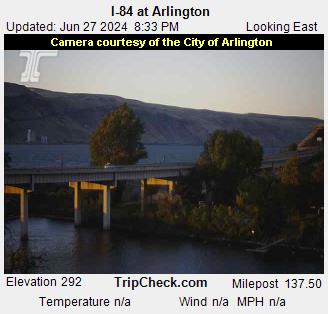 I-84 at Arlington
Updated: Jun 27 2024 8:33 PM Looking East
Camera courtesy of the City of Arlington
Elevation 292 TripCheck.com Milepost 137.50
Temperature n/a Wind n/a MPH n/a